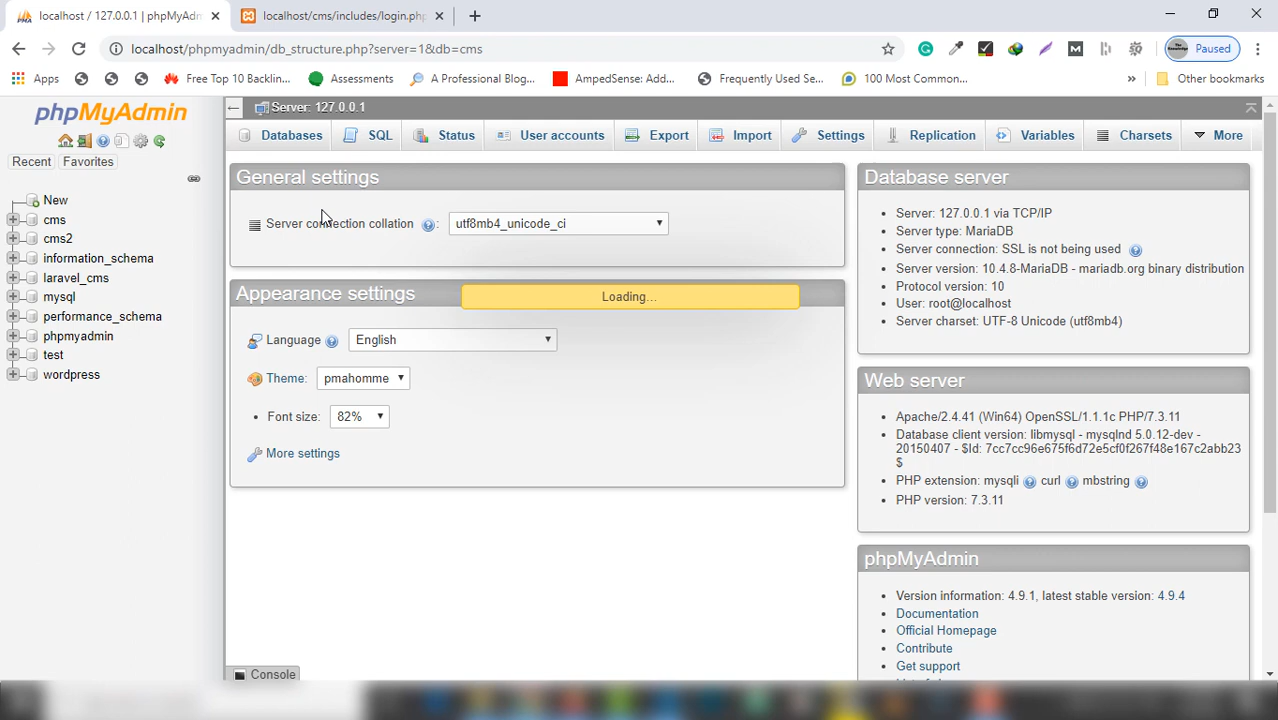 localhost / 127.0.0.1 | phpMyAdm
localhost/cms/includes/login.php
localhost/phpmyadmin/db_structure.php?server=1&db=cms
Paused
Apps
Free Top 10 Backlin...
Assessments
A Professional Blog...
AmpedSense: Add...
Frequently Used Se...
100 Most Common...
Other bookmarks
phpMyAdmin
Recent
Favorites
New
cms
cms2
information_schema
laravel_cms
mysql
performance_schema
phpmyadmin
test
wordpress
Server: 127.0.0.1
Databases
SQL
Status
User accounts
Export
Import
Settings
Replication
Variables
Charsets
More
General settings
Server connection collation
:
utf8mb4_unicode_ci
Loading...
Appearance settings
Language
English
Theme:
pmahomme
Font size:
82%
More settings
Database server
Server: 127.0.0.1 via TCP/IP
Server type: MariaDB
Server connection: SSL is not being used
Server version: 10.4.8-MariaDB - mariadb.org binary distribution
Protocol version: 10
User: root@localhost
Server charset: UTF-8 Unicode (utf8mb4)
Web server
Apache/2.4.41 (Win64) OpenSSL/1.1.1c PHP/7.3.11
Database client version: libmysql - mysqlnd 5.0.12-dev -
20150407 - $Id: 7cc7cc96e675f6d72e5cf0f267f48e167c2abb23
$
PHP extension: mysqli curl mbstring
PHP version: 7.3.11
phpMyAdmin
Version information: 4.9.1, latest stable version: 4.9.4
Documentation
Official Homepage
Contribute
Get support
Console